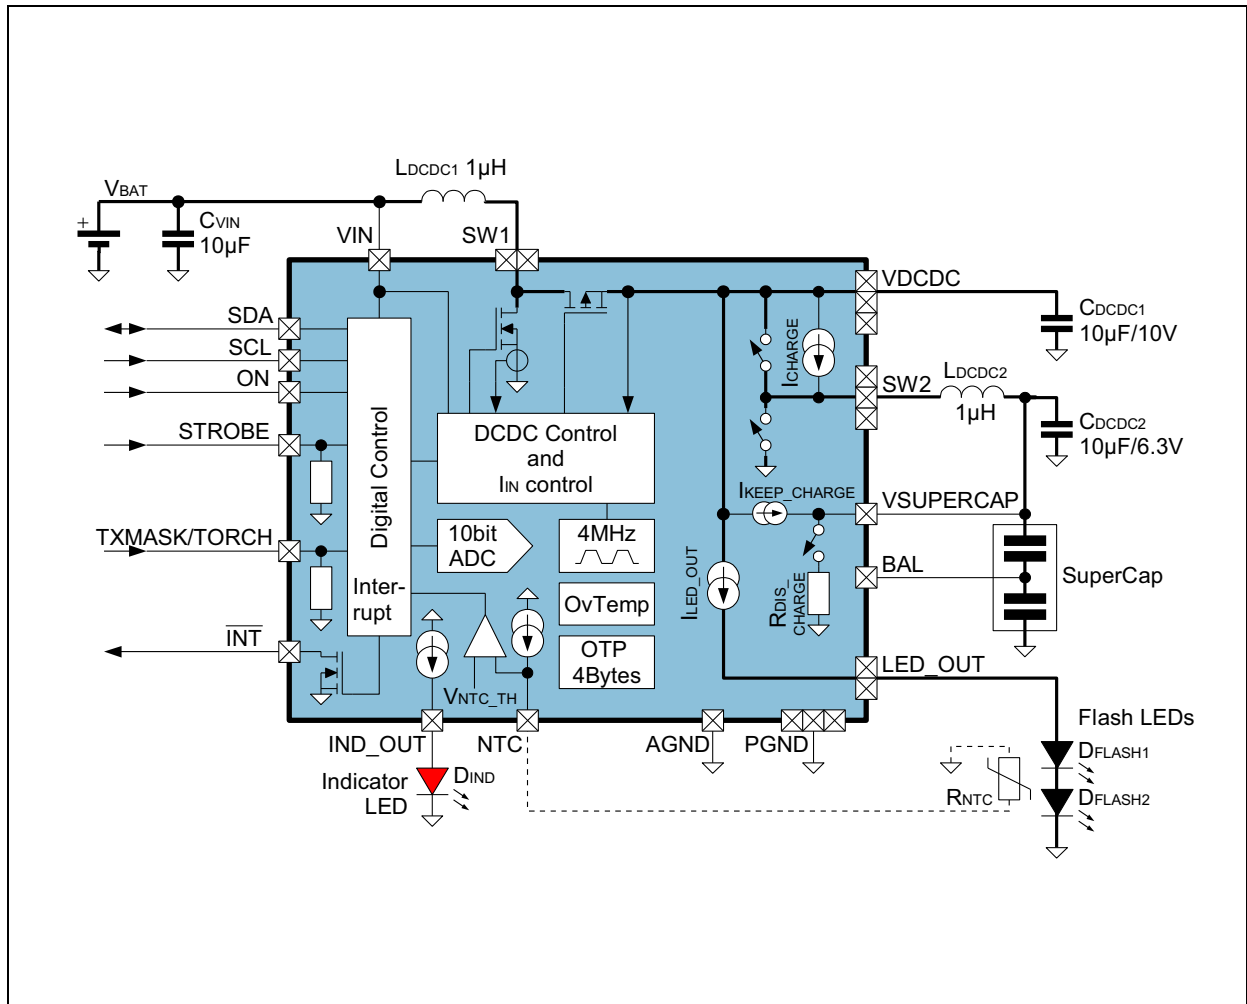 LDCDC1 1µH
VBAT
+
CVIN
10µF
VIN
SW1
VDCDC
CDCDC1
10µF/10V
SDA
SCL
ON
STROBE
TXMASK/TORCH
INT
Digital Control
Inter-
rupt
DCDC Control
and
IIN control
10bit
ADC
4MHz
OvTemp
OTP
4Bytes
VNTC_TH
ICHARGE
SW2
LDCDC2
1µH
CDCDC2
10µF/6.3V
IKEEP_CHARGE
VSUPERCAP
BAL
SuperCap
ILED_OUT
RDIS_
CHARGE
LED_OUT
IND_OUT
NTC
AGND
PGND
Flash LEDs
DFLASH1
DFLASH2
RNTC
Indicator
LED
DIND